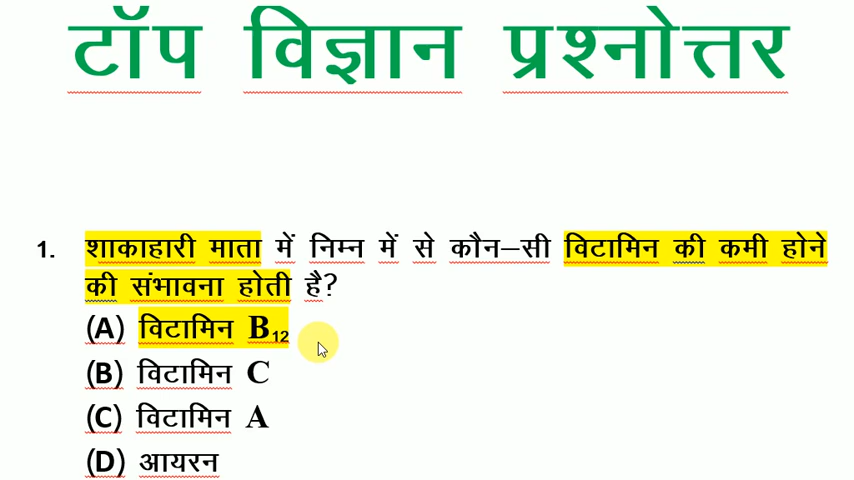 टॉप विज्ञान प्रश्नोत्तर
1. शाकाहारी माता में निम्न में से कौन–सी विटामिन की कमी होने
की संभावना होती है?
(A) विटामिन B₁₂
(B) विटामिन C
(C) विटामिन A
(D) आयरन